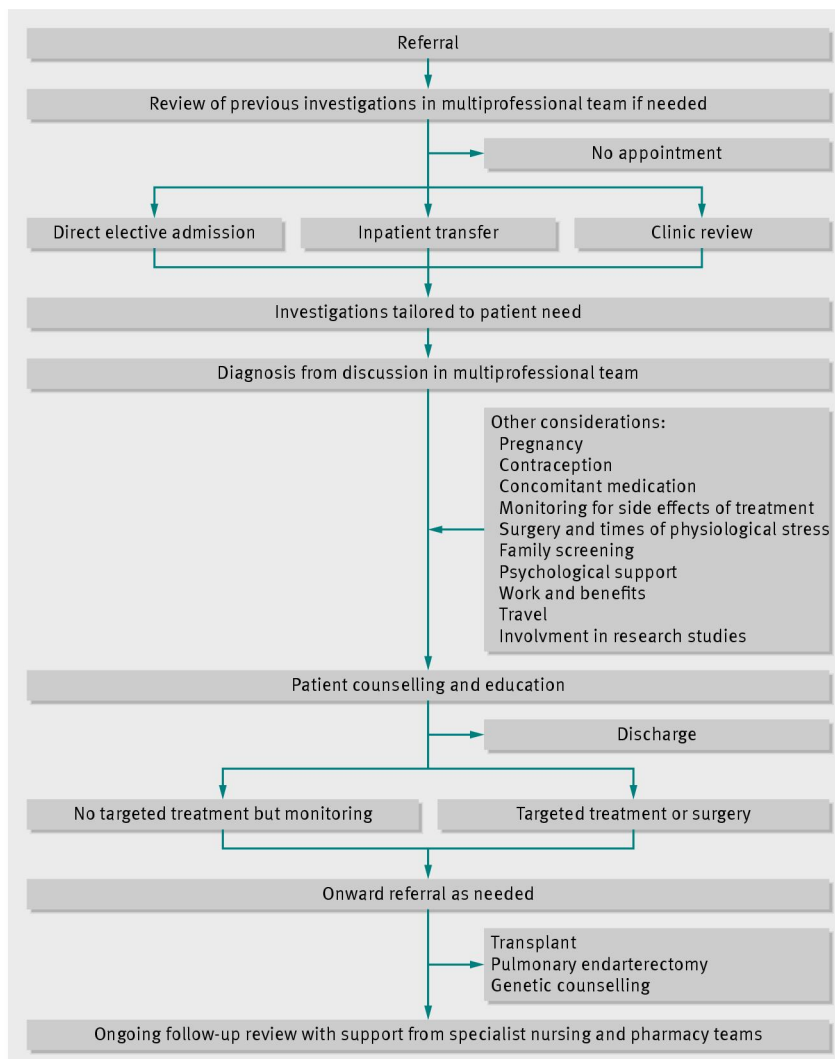 Referral
Review of previous investigations in multiprofessional team if needed
No appointment
Direct elective admission
Inpatient transfer
Clinic review
Investigations tailored to patient need
Diagnosis from discussion in multiprofessional team
Other considerations:
Pregnancy
Contraception
Concomitant medication
Monitoring for side effects of treatment
Surgery and times of physiological stress
Family screening
Psychological support
Work and benefits
Travel
Involvment in research studies
Patient counselling and education
Discharge
No targeted treatment but monitoring
Targeted treatment or surgery
Onward referral as needed
Transplant
Pulmonary endarterectomy
Genetic counselling
Ongoing follow-up review with support from specialist nursing and pharmacy teams